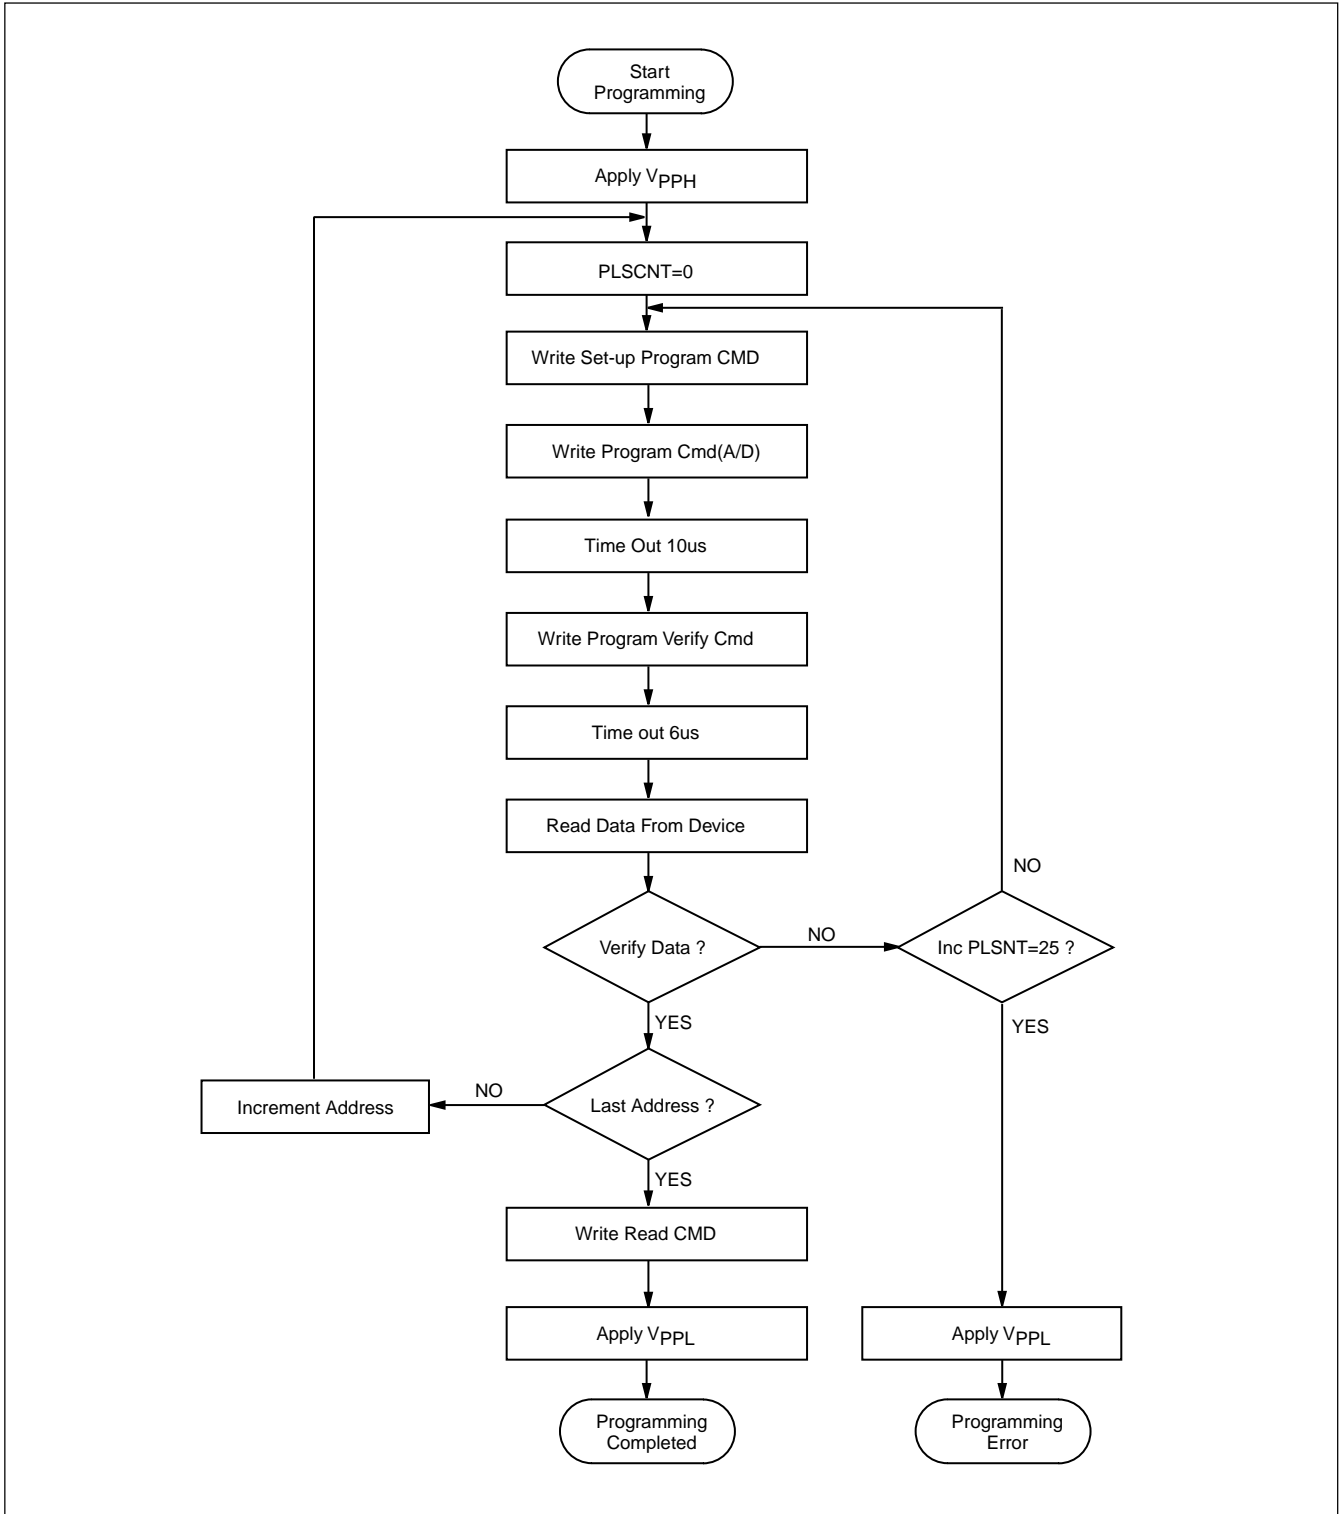 Start
Programming
Apply VPPH
PLSCNT=0
Write Set-up Program CMD
Write Program Cmd(A/D)
Time Out 10us
Write Program Verify Cmd
Time out 6us
Read Data From Device
NO
Verify Data ?
NO
Inc PLSNT=25 ?
YES
YES
Increment Address
NO
Last Address ?
YES
Write Read CMD
Apply VPPL
Apply VPPL
Programming
Completed
Programming
Error